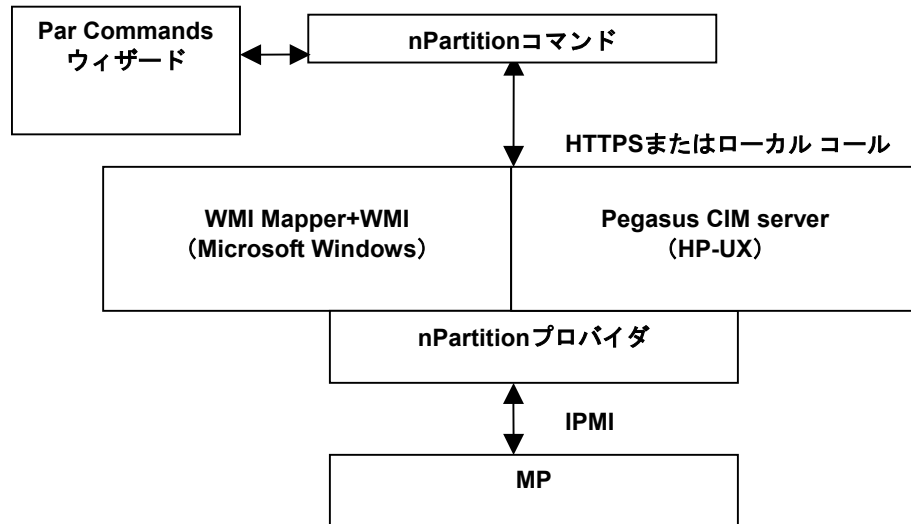 Par Commands
ウィザード
nPartitionコマンド
HTTPSまたはローカル コール
WMI Mapper+WMI
（Microsoft Windows）
Pegasus CIM server
（HP-UX）
nPartitionプロバイダ
IPMI
MP